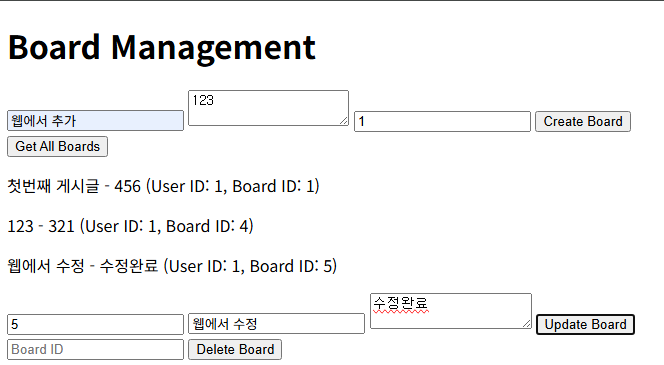 Board Management
웹에서 추가 123 1 Create Board
Get All Boards
첫번째 게시글 - 456 (User ID: 1, Board ID: 1)
123 - 321 (User ID: 1, Board ID: 4)
웹에서 수정 - 수정완료 (User ID: 1, Board ID: 5)
5 웹에서 수정 수정완료 Update Board
Board ID Delete Board